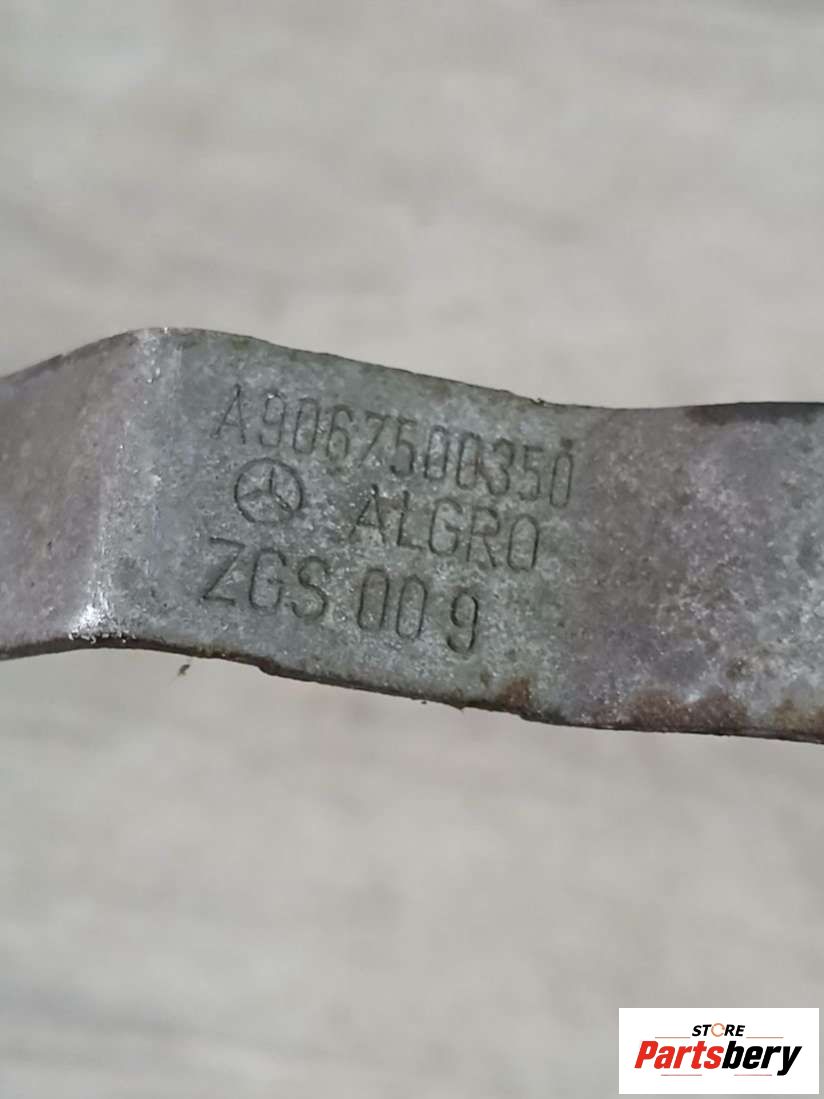 A9067500350
ALGRO
ZGS 009
STORE
Partsbery